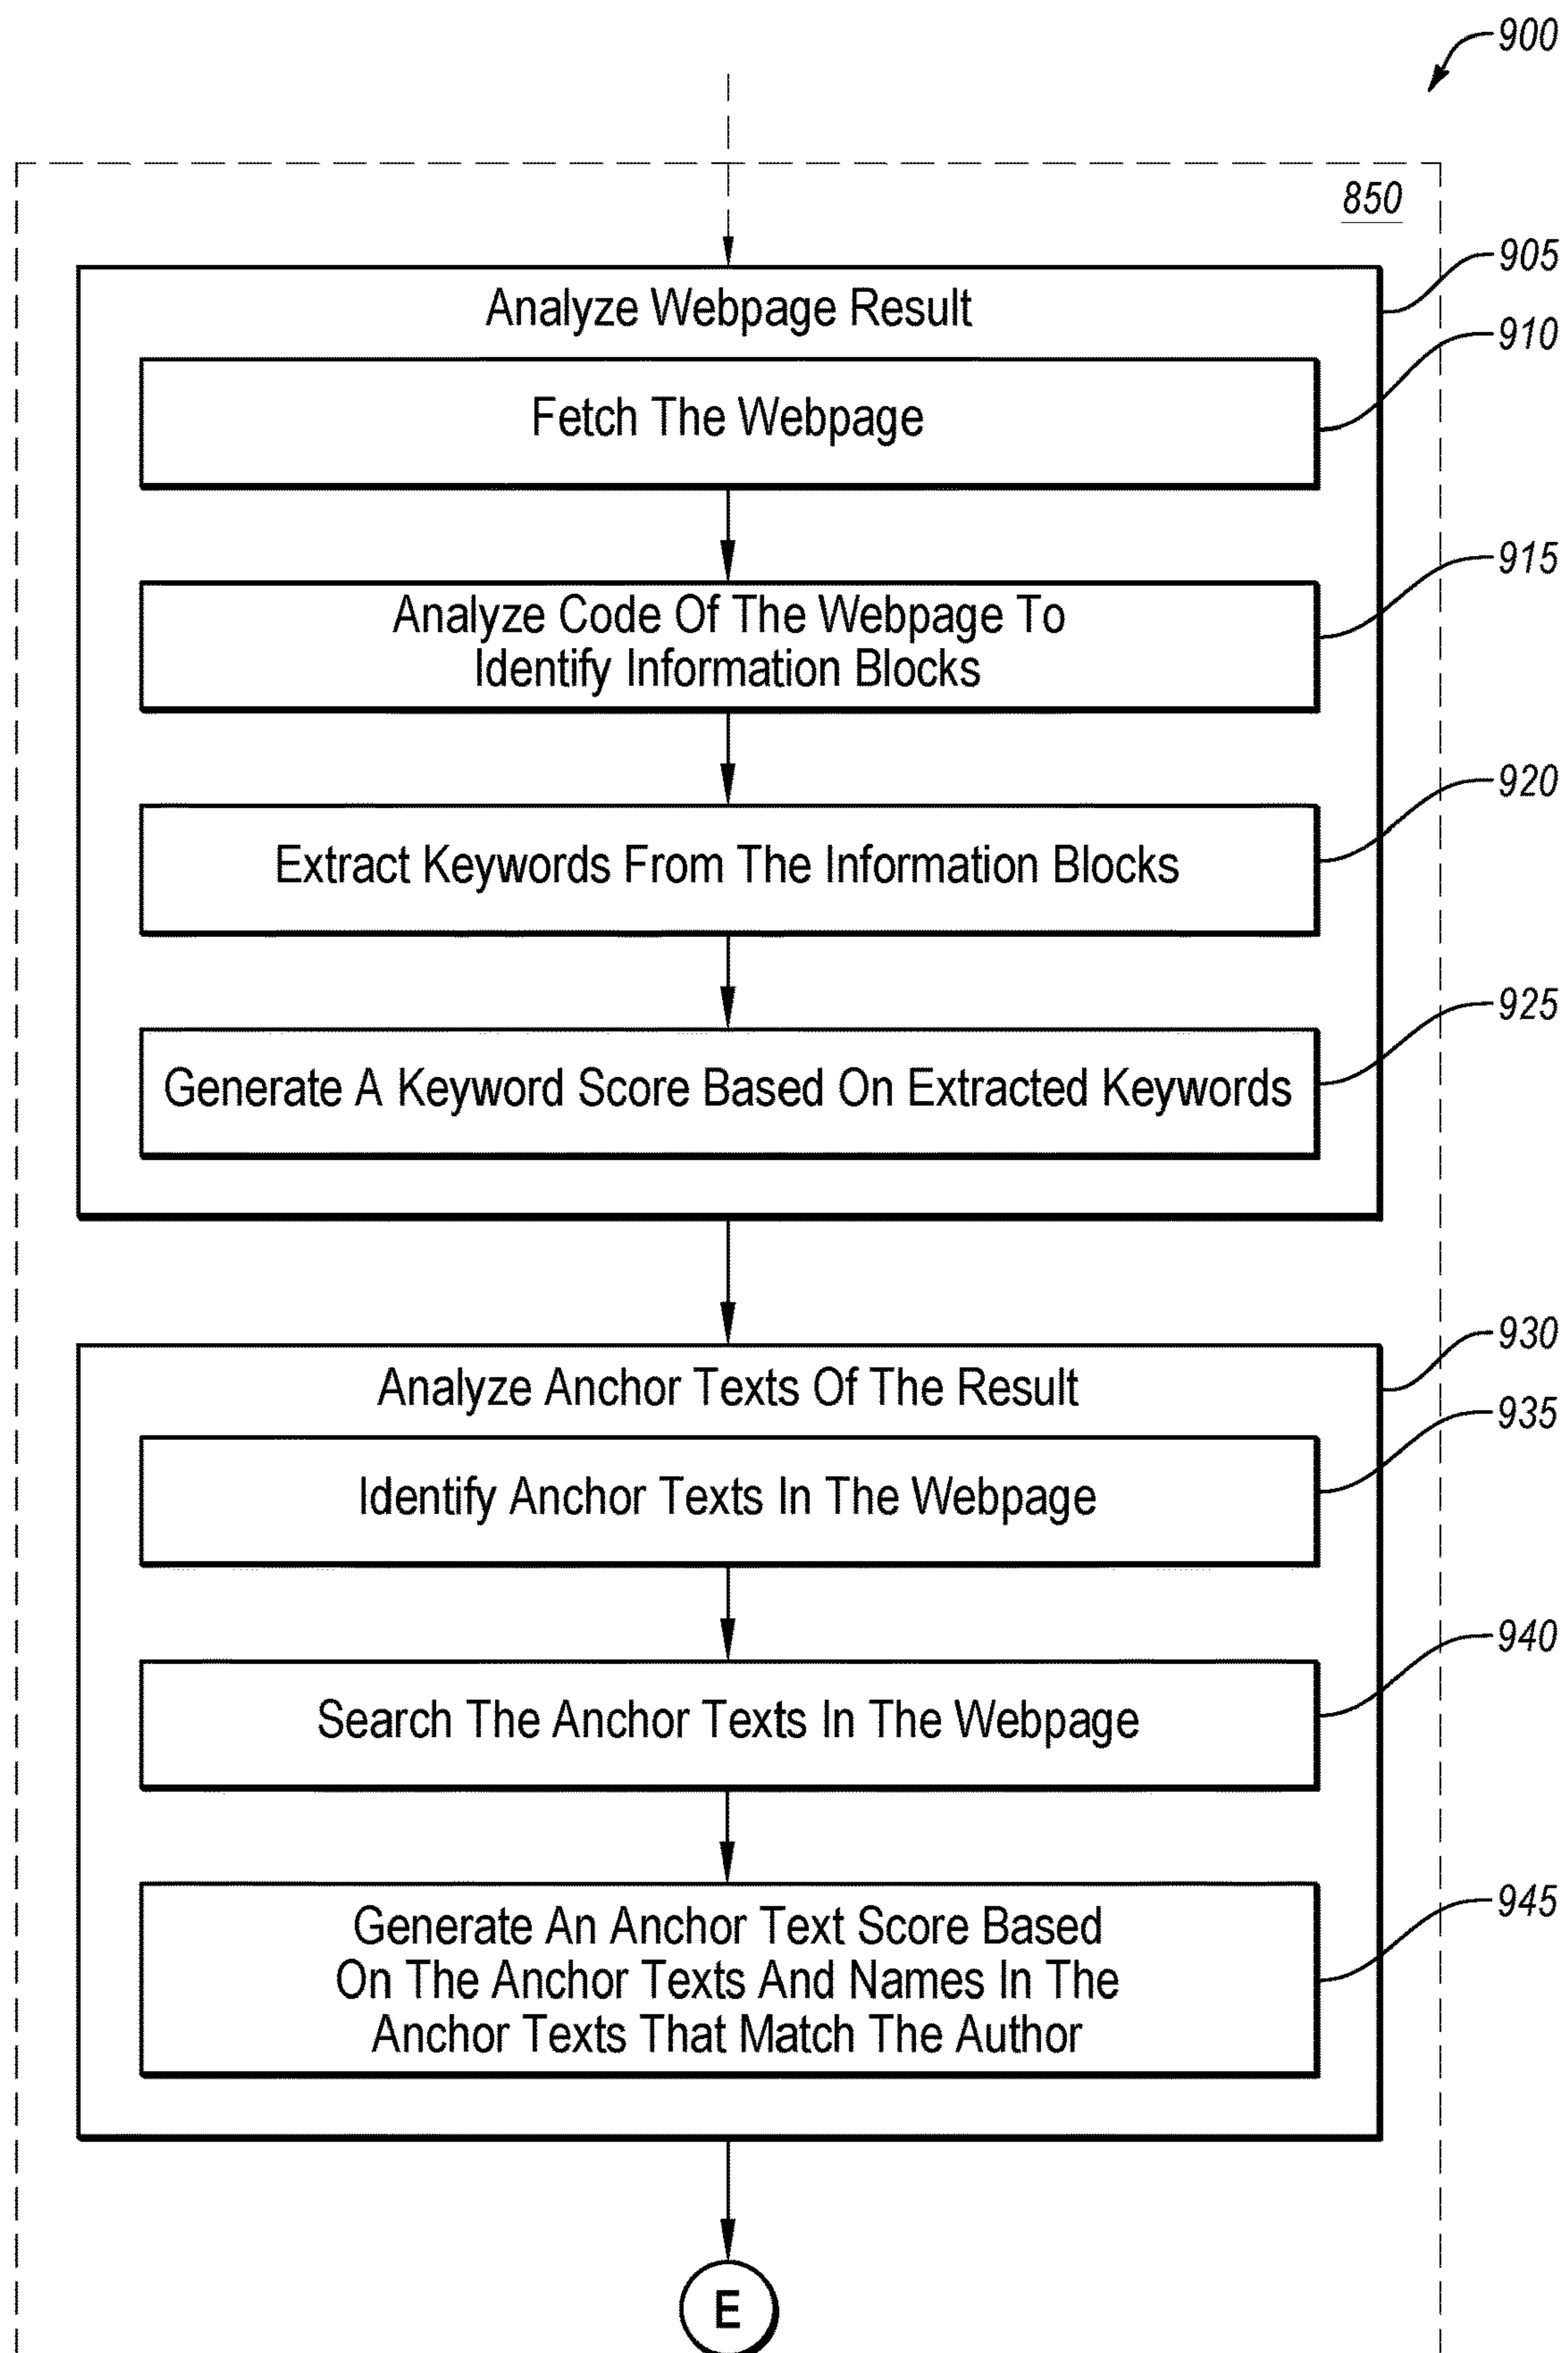 900
850
905
Analyze Webpage Result
910
Fetch The Webpage
915
Analyze Code Of The Webpage To
Identify Information Blocks
920
Extract Keywords From The Information Blocks
925
Generate A Keyword Score Based On Extracted Keywords
930
Analyze Anchor Texts Of The Result
935
Identify Anchor Texts In The Webpage
940
Search The Anchor Texts In The Webpage
945
Generate An Anchor Text Score Based
On The Anchor Texts And Names In The
Anchor Texts That Match The Author
E